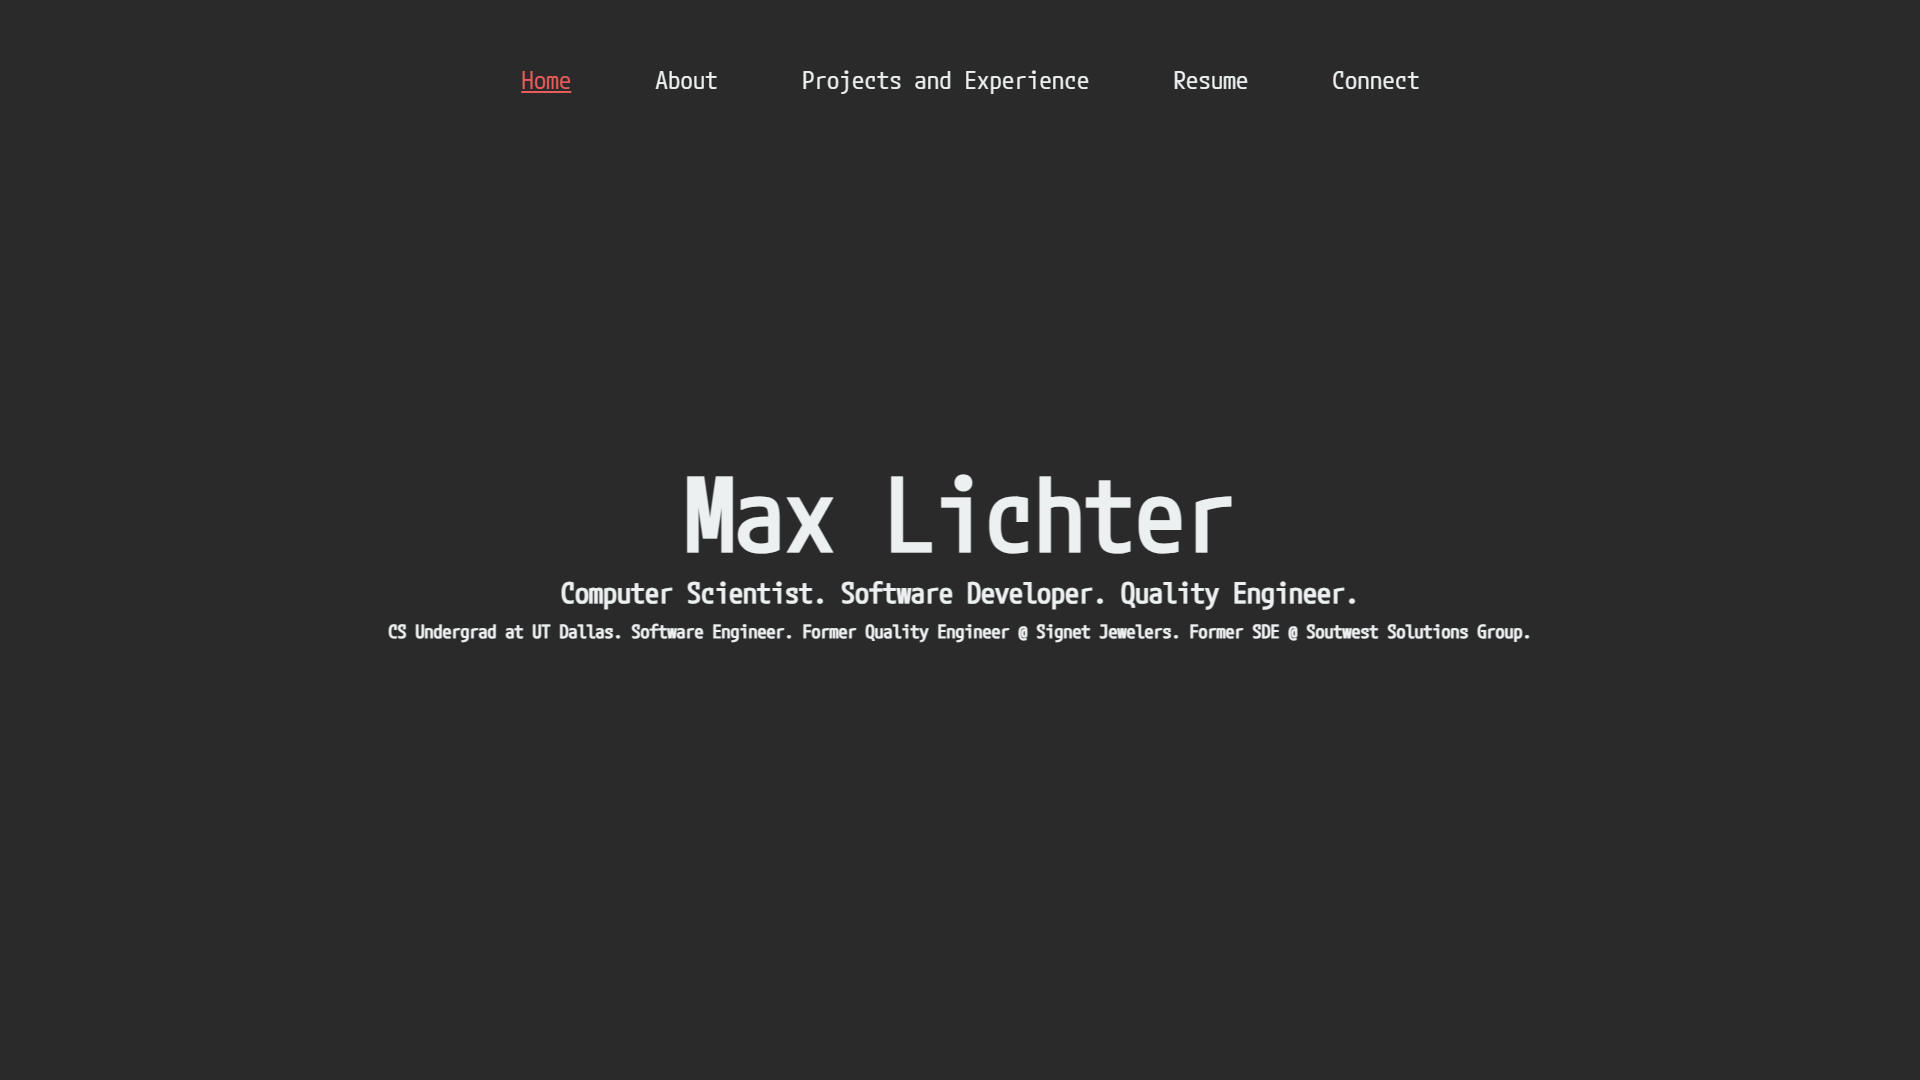 Home About Projects and Experience Resume Connect
Max Lichter
Computer Scientist. Software Developer. Quality Engineer.
CS Undergrad at UT Dallas. Software Engineer. Former Quality Engineer @ Signet Jewelers. Former SDE @ Soutwest Solutions Group.